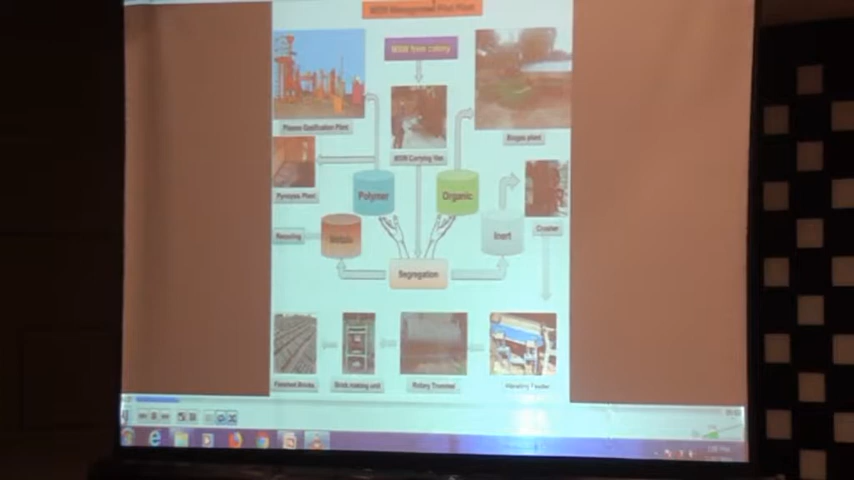 MSW Management Pilot Plant
MSW from colony
Plasma Gasification Plant
Biogas plant
MSW Carrying Van
Pyrolysis Plant
Polymer
Organic
Recycling
Metals
Inert
Crusher
Segregation
Finished Bricks
Brick making unit
Rotary Trommel
Vibrating Feeder